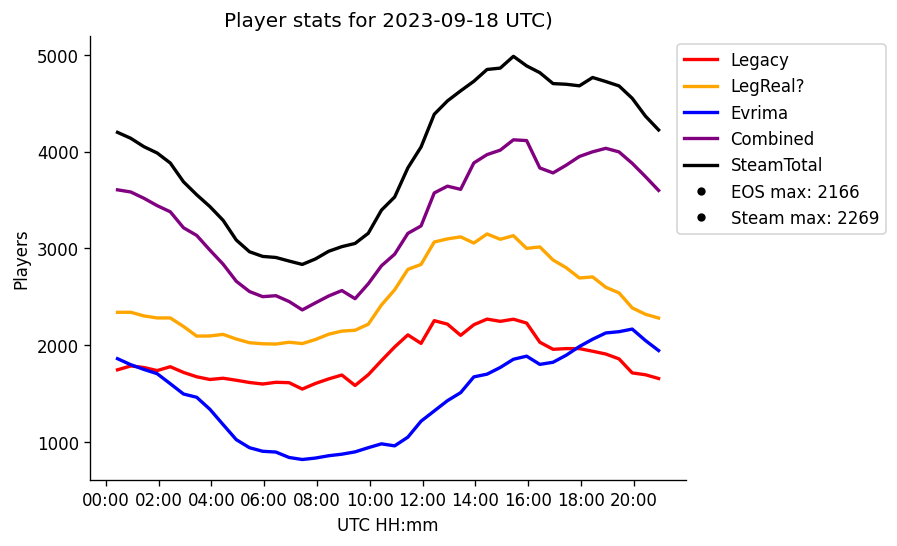 Player stats for 2023-09-18 UTC)
Legacy
LegReal?
Evrima
Combined
SteamTotal
EOS max: 2166
Steam max: 2269
Players
5000
4000
3000
2000
1000
00:00 02:00 04:00 06:00 08:00 10:00 12:00 14:00 16:00 18:00 20:00
UTC HH:mm